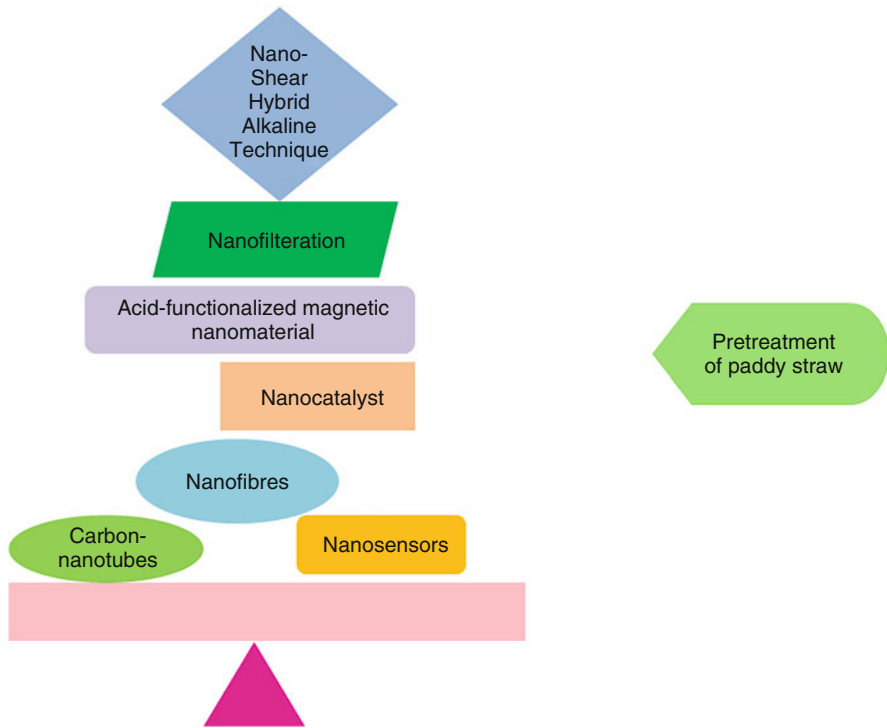 Nano-
Shear
Hybrid
Alkaline
Technique
Nanofilteration
Acid-functionalized magnetic
nanomaterial
Pretreatment
of paddy straw
Nanocatalyst
Nanofibres
Carbon-
nanotubes
Nanosensors